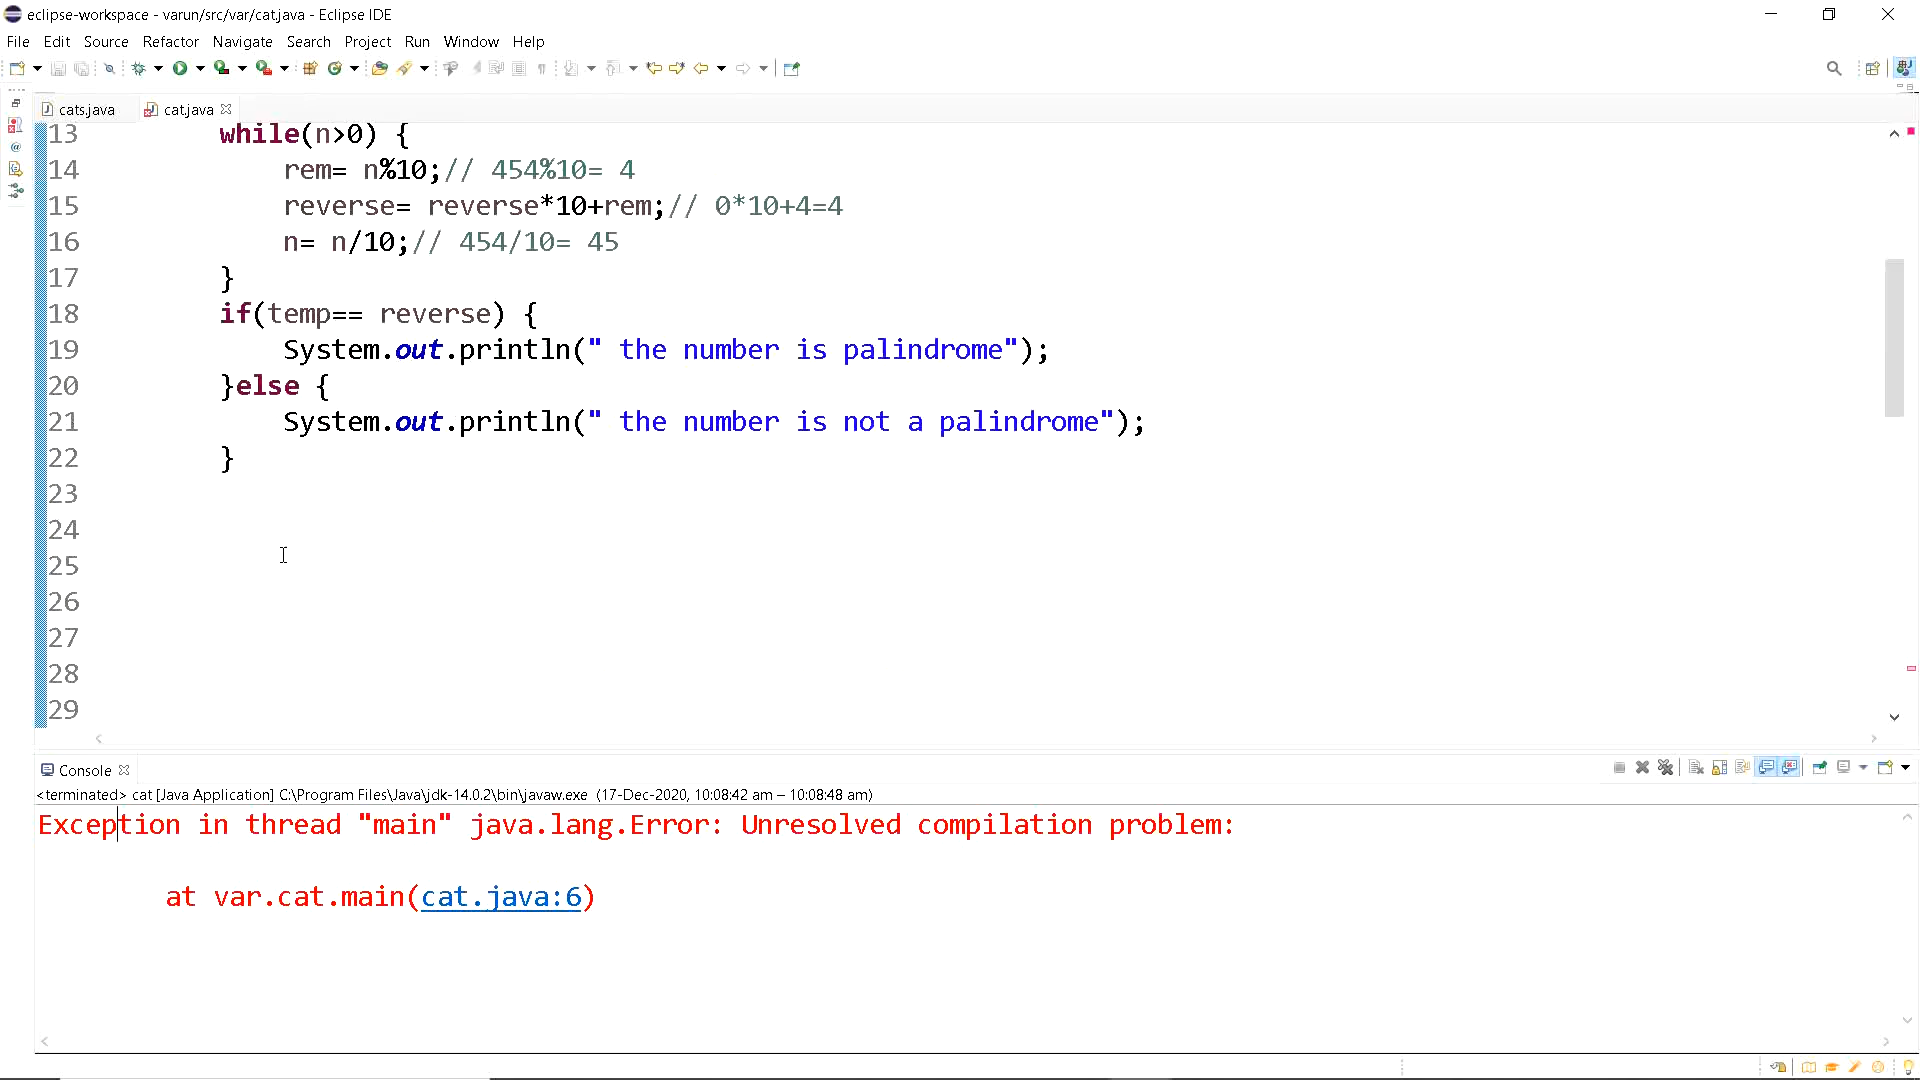 eclipse-workspace - varun/src/var/cat.java - Eclipse IDE
File Edit Source Refactor Navigate Search Project Run Window Help
cats.java cat.java
13 while(n>0) {
14 rem= n%10;// 454%10= 4
15 reverse= reverse*10+rem;// 0*10+4=4
16 n= n/10;// 454/10= 45
17 }
18 if(temp== reverse) {
19 System.out.println(" the number is palindrome");
20 }else {
21 System.out.println(" the number is not a palindrome");
22 }
23
24
25
26
27
28
29
Console
<terminated> cat [Java Application] C:\Program Files\Java\jdk-14.0.2\bin\javaw.exe (17-Dec-2020, 10:08:42 am – 10:08:48 am)
Exception in thread "main" java.lang.Error: Unresolved compilation problem:
at var.cat.main(cat.java:6)